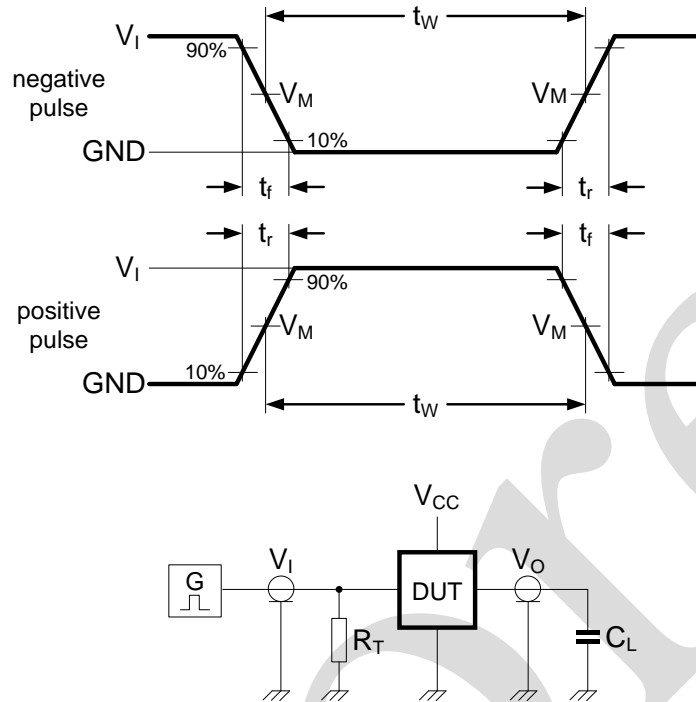 t_W
V_I
90%
negative
pulse
V_M
V_M
10%
GND
t_f
t_r
t_r
t_f
V_I
90%
positive
pulse
V_M
V_M
10%
GND
t_W
V_CC
V_I
V_O
G
DUT
R_T
C_L